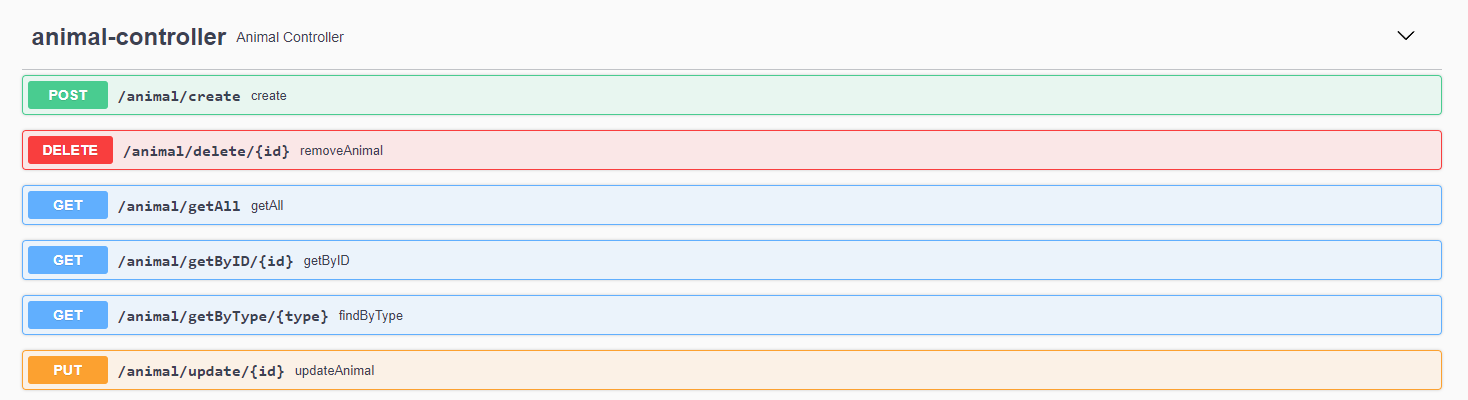 animal-controller Animal Controller
POST /animal/create create
DELETE /animal/delete/{id} removeAnimal
GET /animal/getAll getAll
GET /animal/getByID/{id} getByID
GET /animal/getByType/{type} findByType
PUT /animal/update/{id} updateAnimal